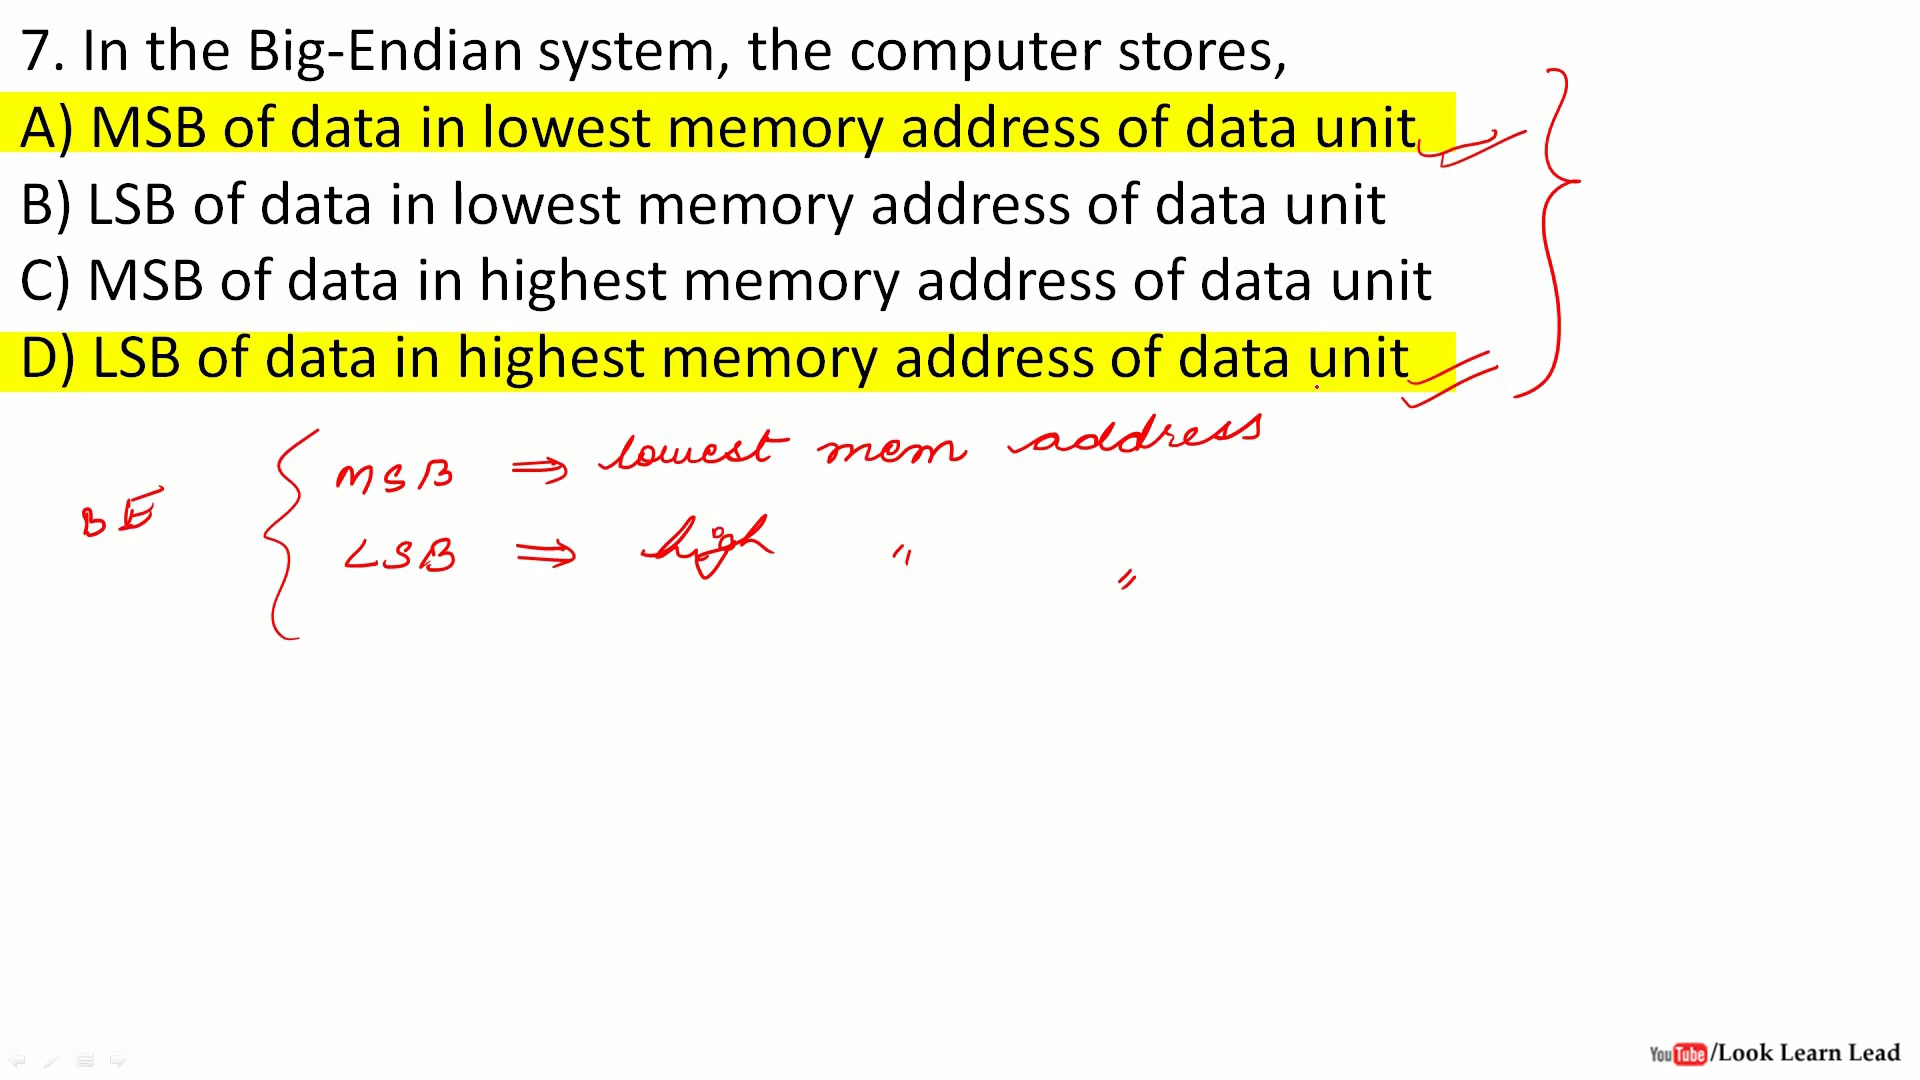 7. In the Big-Endian system, the computer stores,
A) MSB of data in lowest memory address of data unit
B) LSB of data in lowest memory address of data unit
C) MSB of data in highest memory address of data unit
D) LSB of data in highest memory address of data unit
MSB ⇒ lowest mem address
BE
LSB ⇒ high " "
YouTube/Look Learn Lead